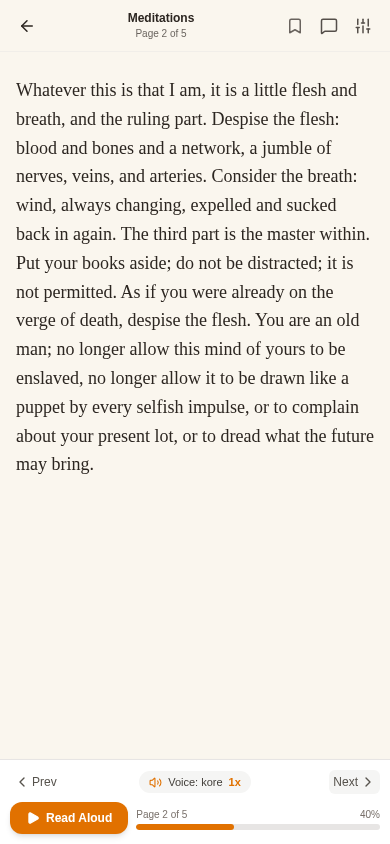 Meditations
Page 2 of 5
Whatever this is that I am, it is a little flesh and
breath, and the ruling part. Despise the flesh:
blood and bones and a network, a jumble of
nerves, veins, and arteries. Consider the breath:
wind, always changing, expelled and sucked
back in again. The third part is the master within.
Put your books aside; do not be distracted; it is
not permitted. As if you were already on the
verge of death, despise the flesh. You are an old
man; no longer allow this mind of yours to be
enslaved, no longer allow it to be drawn like a
puppet by every selfish impulse, or to complain
about your present lot, or to dread what the future
may bring.
Prev
Voice: kore 1x
Next
Read Aloud
Page 2 of 5
40%